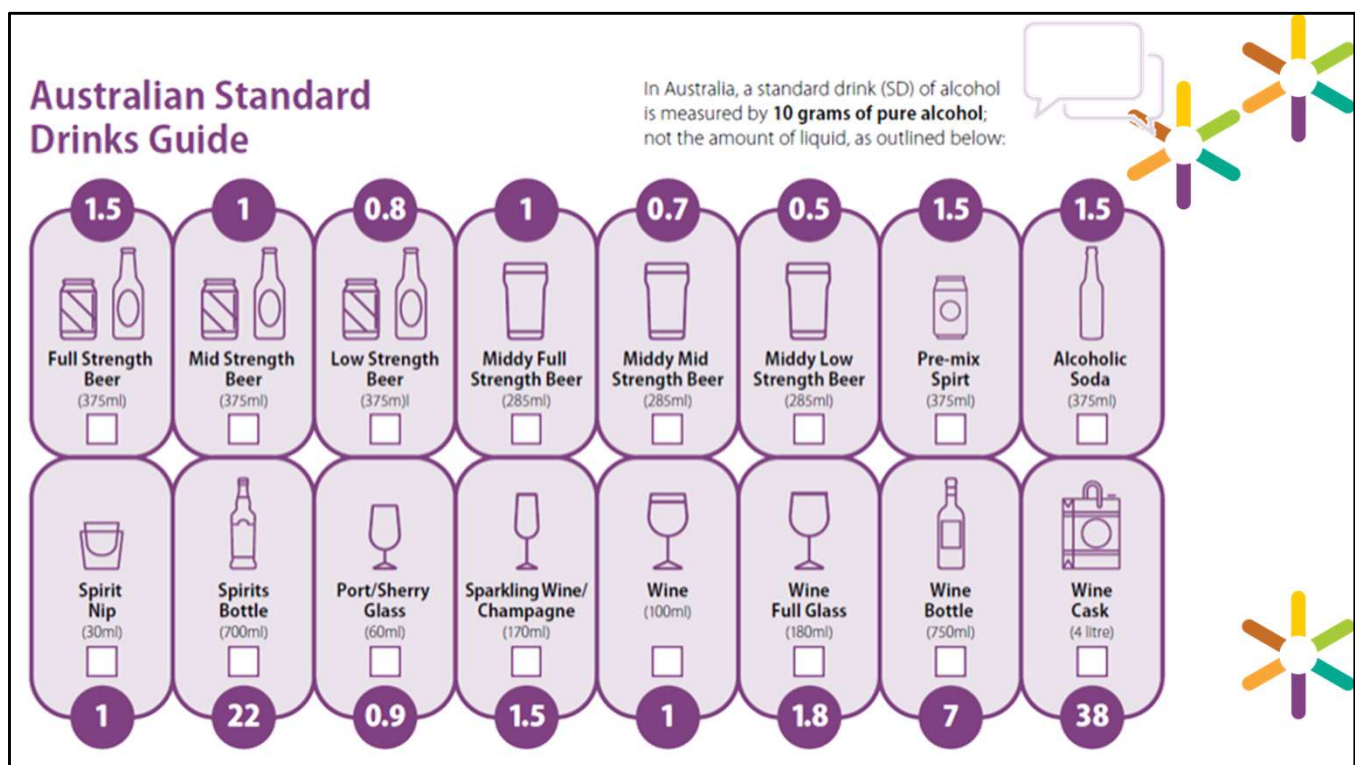 Australian Standard
Drinks Guide
In Australia, a standard drink (SD) of alcohol
is measured by 10 grams of pure alcohol;
not the amount of liquid, as outlined below:
1.5
1
0.8
1
0.7
0.5
1.5
1.5
Full Strength
Beer
(375ml)
Mid Strength
Beer
(375ml)
Low Strength
Beer
(375m)l
Middy Full
Strength Beer
(285ml)
Middy Mid
Strength Beer
(285ml)
Middy Low
Strength Beer
(285ml)
Pre-mix
Spirt
(375ml)
Alcoholic
Soda
(375ml)
Spirit
Nip
(30ml)
Spirits
Bottle
(700ml)
Port/Sherry
Glass
(60ml)
Sparkling Wine/
Champagne
(170ml)
Wine
(100ml)
Wine
Full Glass
(180ml)
Wine
Bottle
(750ml)
Wine
Cask
(4 litre)
1
22
0.9
1.5
1
1.8
7
38